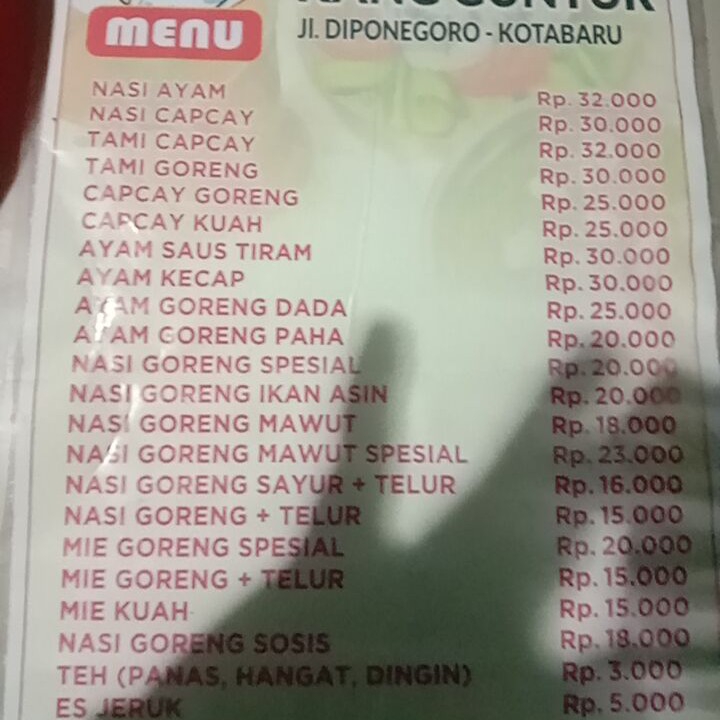 MENU
Jl. DIPONEGORO - KOTABARU
NASI AYAM Rp. 32.000
NASI CAPCAY Rp. 30.000
TAMI CAPCAY Rp. 32.000
TAMI GORENG Rp. 30.000
CAPCAY GORENG Rp. 25.000
CAPCAY KUAH Rp. 25.000
AYAM SAUS TIRAM Rp. 30.000
AYAM KECAP Rp. 30.000
AYAM GORENG DADA Rp. 25.000
AYAM GORENG PAHA Rp. 20.000
NASI GORENG SPESIAL Rp. 20.000
NASI GORENG IKAN ASIN Rp. 20.000
NASI GORENG MAWUT Rp. 18.000
NASI GORENG MAWUT SPESIAL Rp. 23.000
NASI GORENG SAYUR + TELUR Rp. 16.000
NASI GORENG + TELUR Rp. 15.000
MIE GORENG SPESIAL Rp. 20.000
MIE GORENG + TELUR Rp. 15.000
MIE KUAH Rp. 15.000
NASI GORENG SOSIS Rp. 18.000
TEH (PANAS, HANGAT, DINGIN) Rp. 3.000
ES JERUK Rp. 5.000